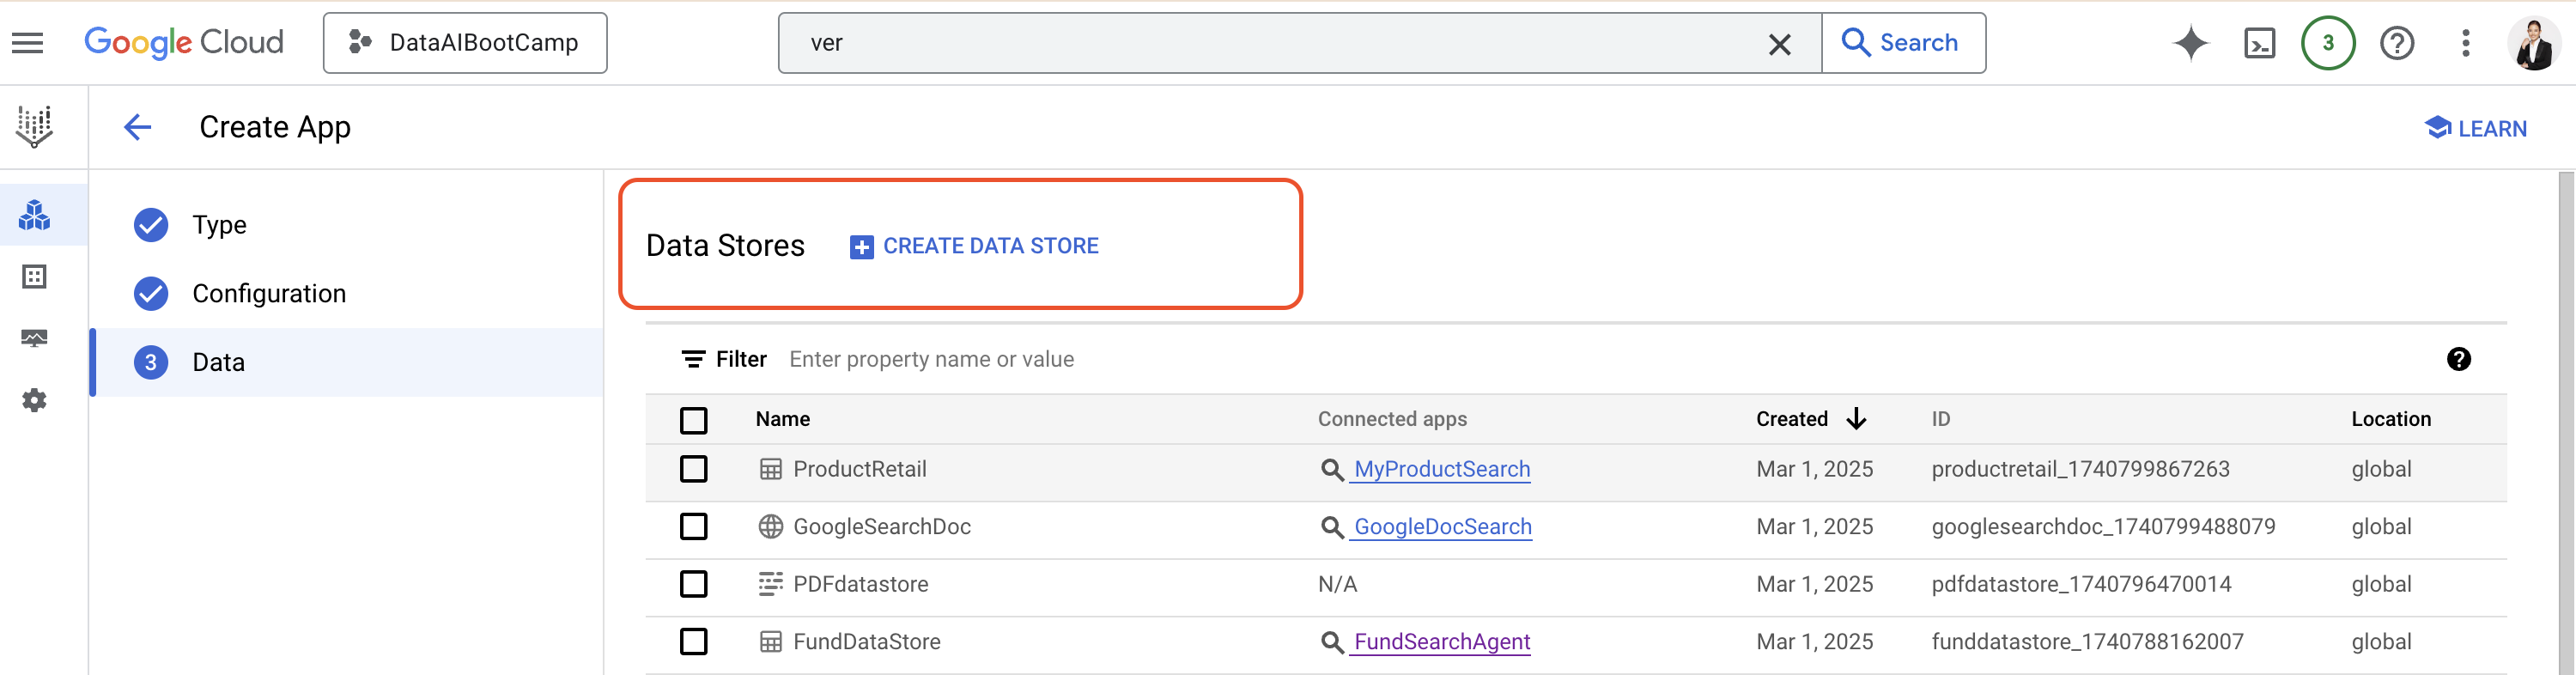 Google Cloud DataAIBootCamp ver Search 3
Create App LEARN
Type
Configuration
3 Data
Data Stores CREATE DATA STORE
Filter Enter property name or value
Name Connected apps Created ID Location
ProductRetail MyProductSearch Mar 1, 2025 productretail_1740799867263 global
GoogleSearchDoc GoogleDocSearch Mar 1, 2025 googlesearchdoc_1740799488079 global
PDFdatastore N/A Mar 1, 2025 pdfdatastore_1740796470014 global
FundDataStore FundSearchAgent Mar 1, 2025 funddatastore_1740788162007 global